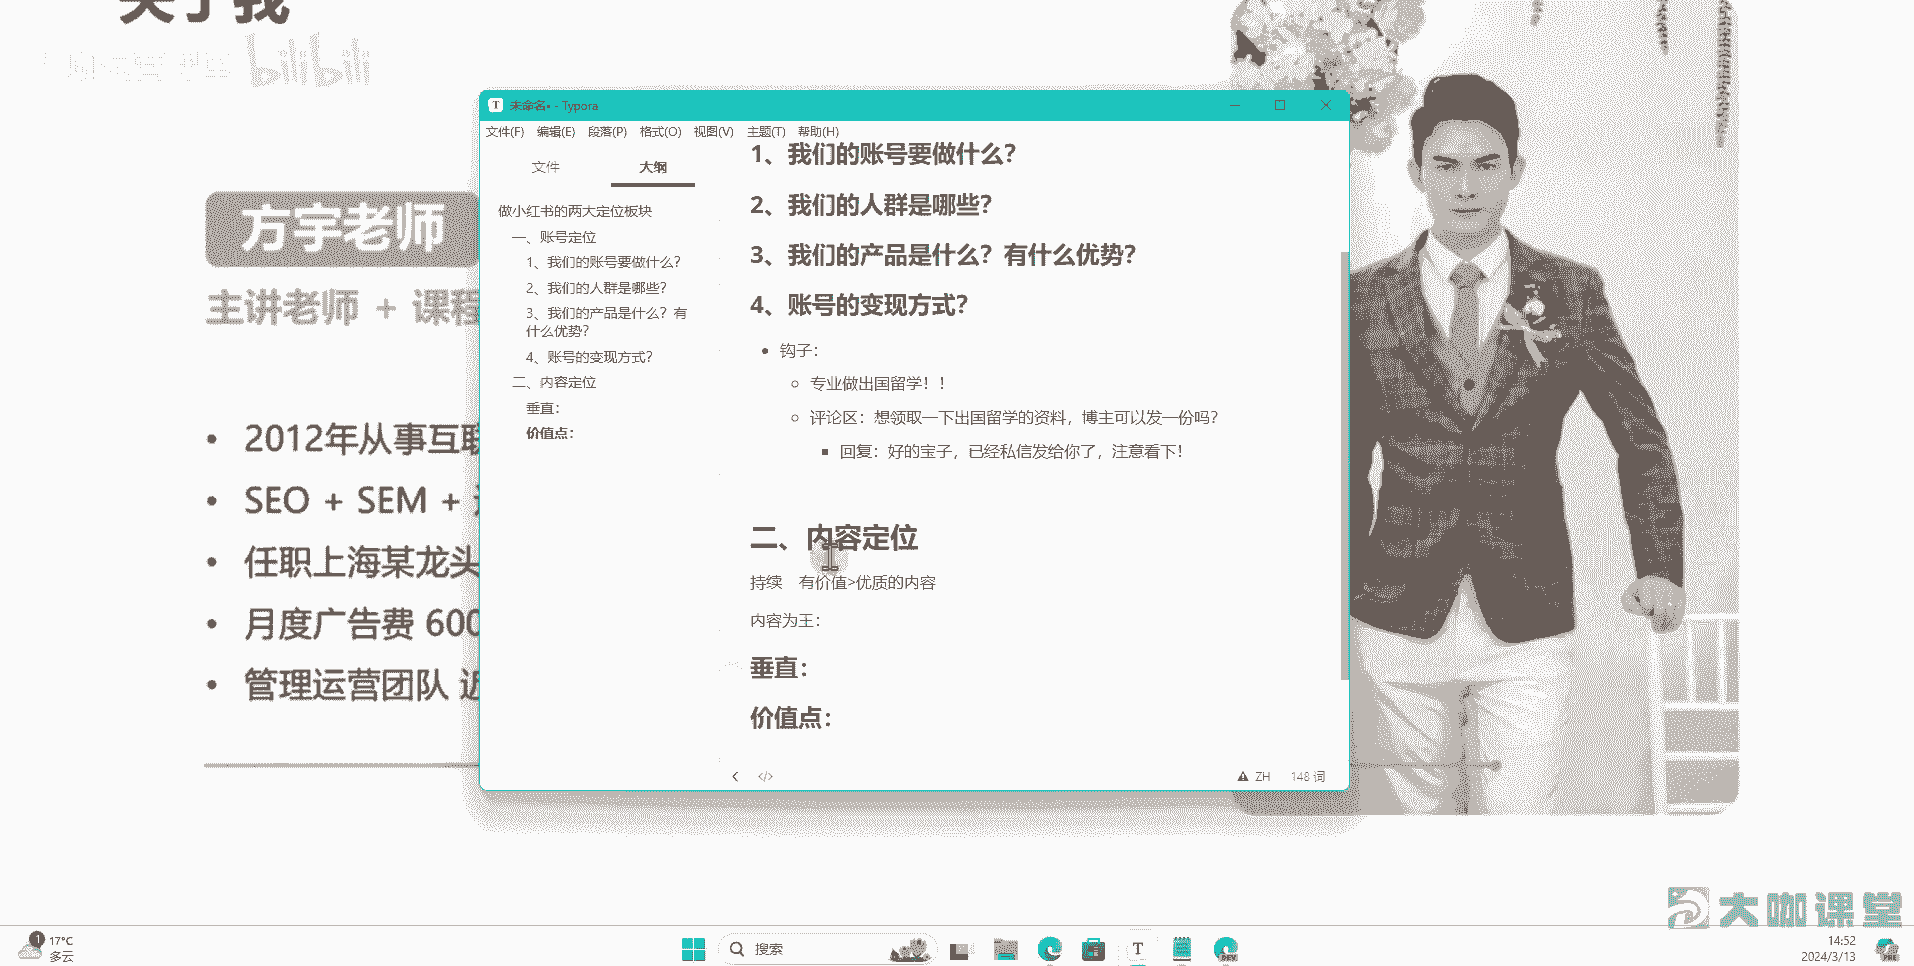 关于我
bilibili
方宇老师
主讲老师 + 课程
• 2012年从事互联
• SEO + SEM +
• 任职上海某龙头
• 月度广告费 600
• 管理运营团队 近
未命名• - Typora
文件(F) 编辑(E) 段落(P) 格式(O) 视图(V) 主题(T) 帮助(H)
文件 大纲
做小红书的两大定位板块
一、账号定位
1、我们的账号要做什么？
2、我们的人群是哪些？
3、我们的产品是什么？有
什么优势？
4、账号的变现方式？
二、内容定位
垂直：
价值点：
1、我们的账号要做什么？
2、我们的人群是哪些？
3、我们的产品是什么？有什么优势？
4、账号的变现方式？
• 钩子：
○ 专业做出国留学！！
○ 评论区：想领取一下出国留学的资料，博主可以发一份吗？
▪ 回复：好的宝子，已经私信发给你了，注意看下！
二、内容定位
持续 有价值>优质的内容
内容为王：
垂直：
价值点：
ZH 148 词
大咖课堂
1 17°C
多云
搜索
T
DEV
14:52
2024/3/13
PRE